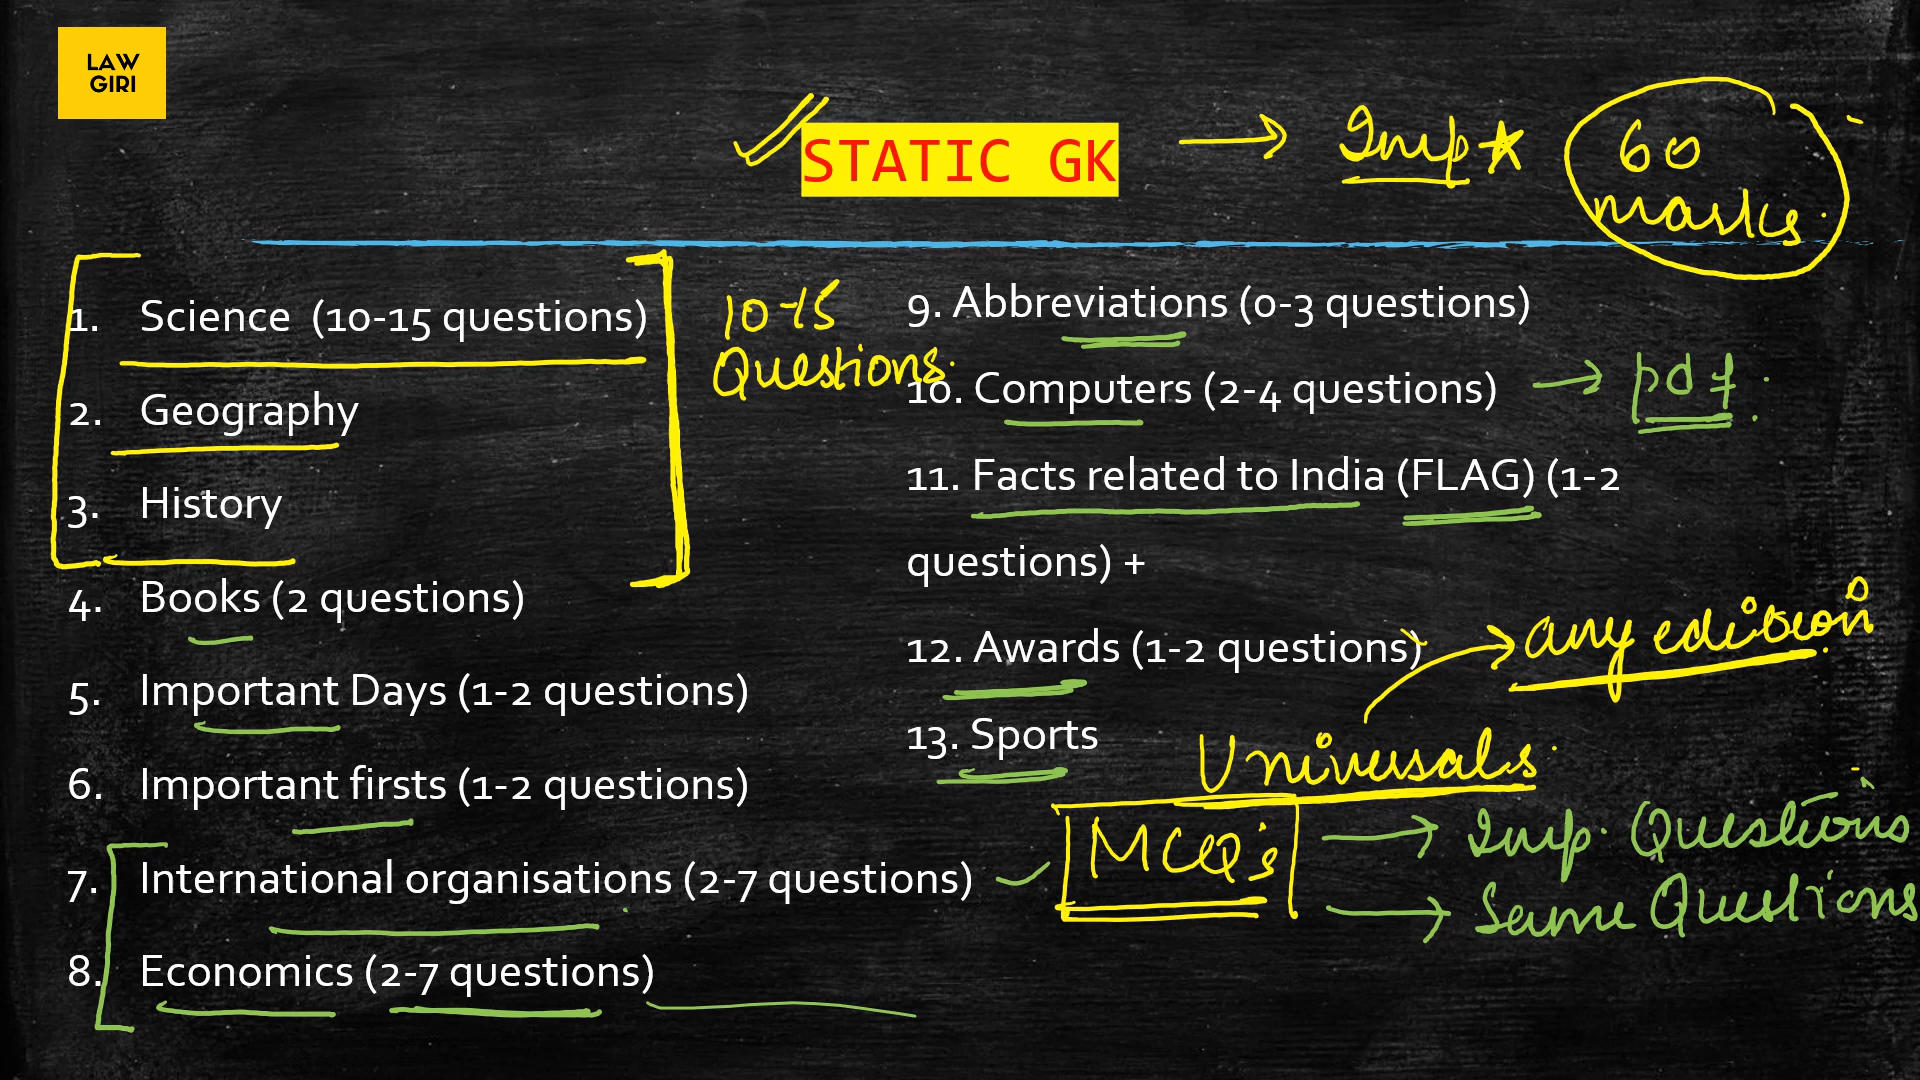 LAW
GIRI
STATIC GK → Imp ★
60
marks.
1. Science (10-15 questions)
2. Geography
3. History
10-15
Questions.
4. Books (2 questions)
5. Important Days (1-2 questions)
6. Important firsts (1-2 questions)
7. International organisations (2-7 questions)
8. Economics (2-7 questions)
9. Abbreviations (0-3 questions)
10. Computers (2-4 questions) → pdf.
11. Facts related to India (FLAG) (1-2
questions) +
12. Awards (1-2 questions)
→ any edition
13. Sports
Universals.
MCQ's
→ Imp. Questions
→ Same Questions